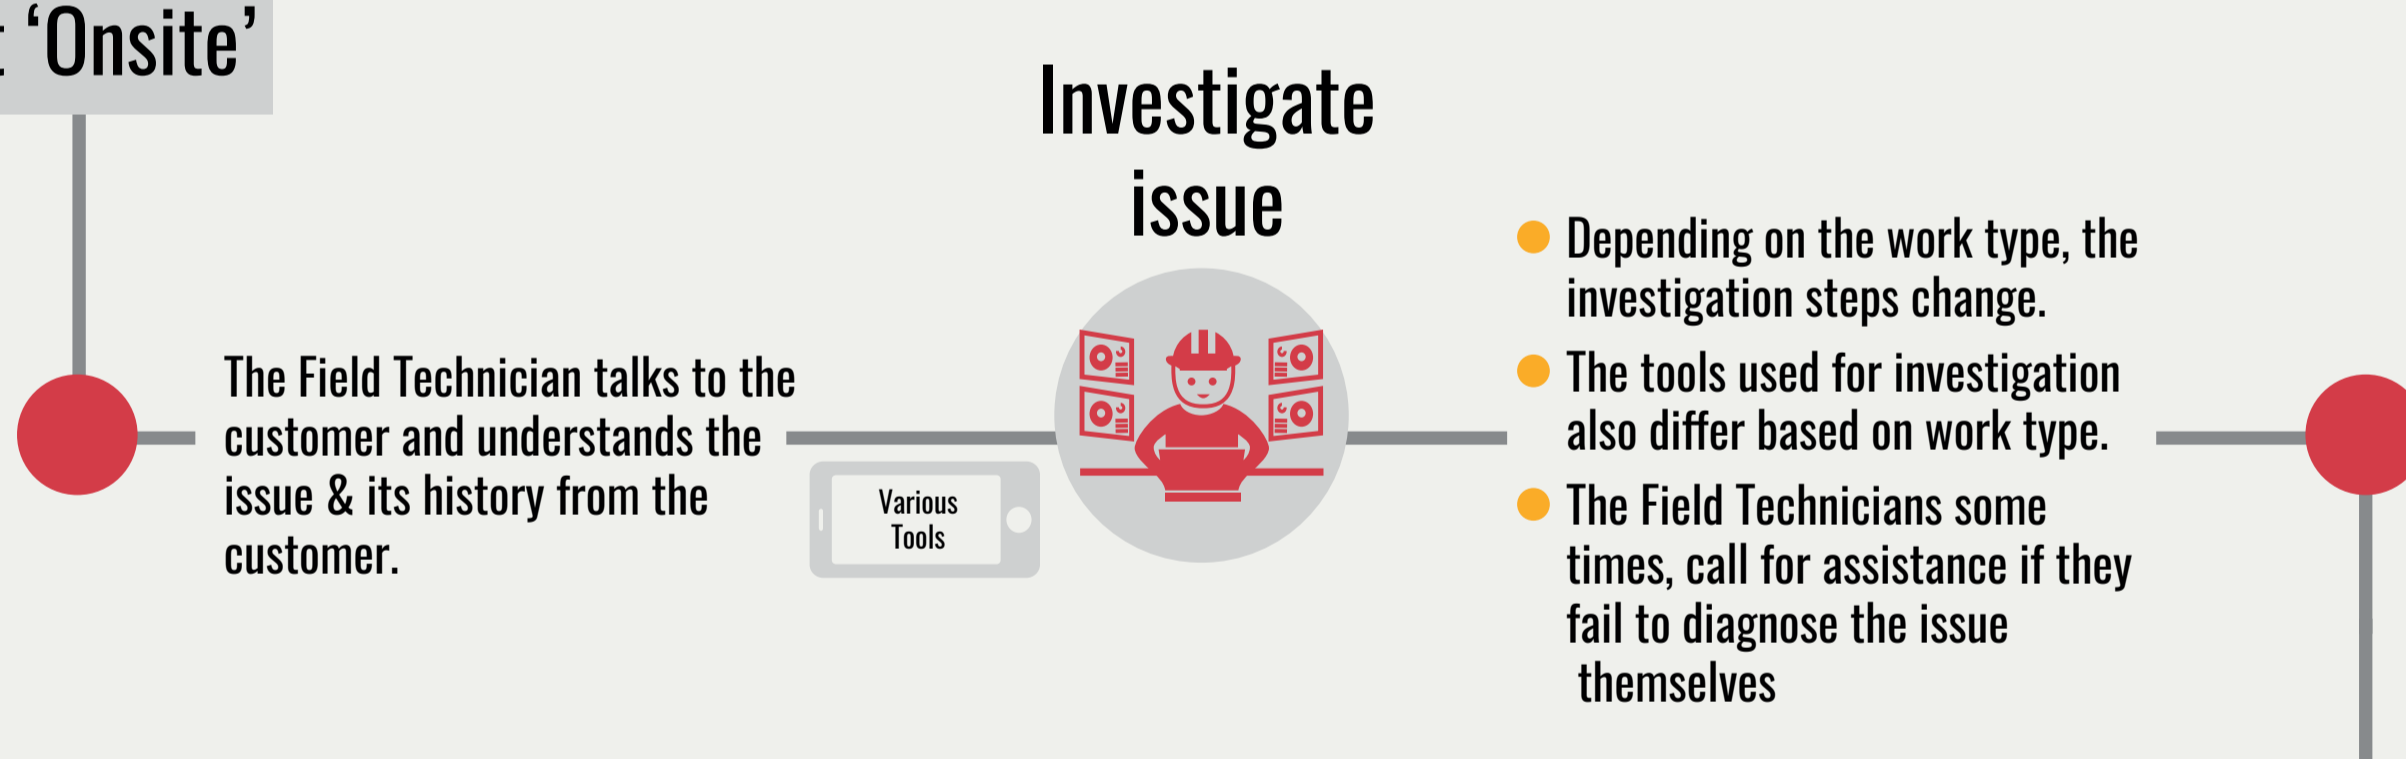 t ‘Onsite’
Investigate
issue
The Field Technician talks to the
customer and understands the
issue & its history from the
customer.
Various
Tools
Depending on the work type, the
investigation steps change.
The tools used for investigation
also differ based on work type.
The Field Technicians some
times, call for assistance if they
fail to diagnose the issue
themselves